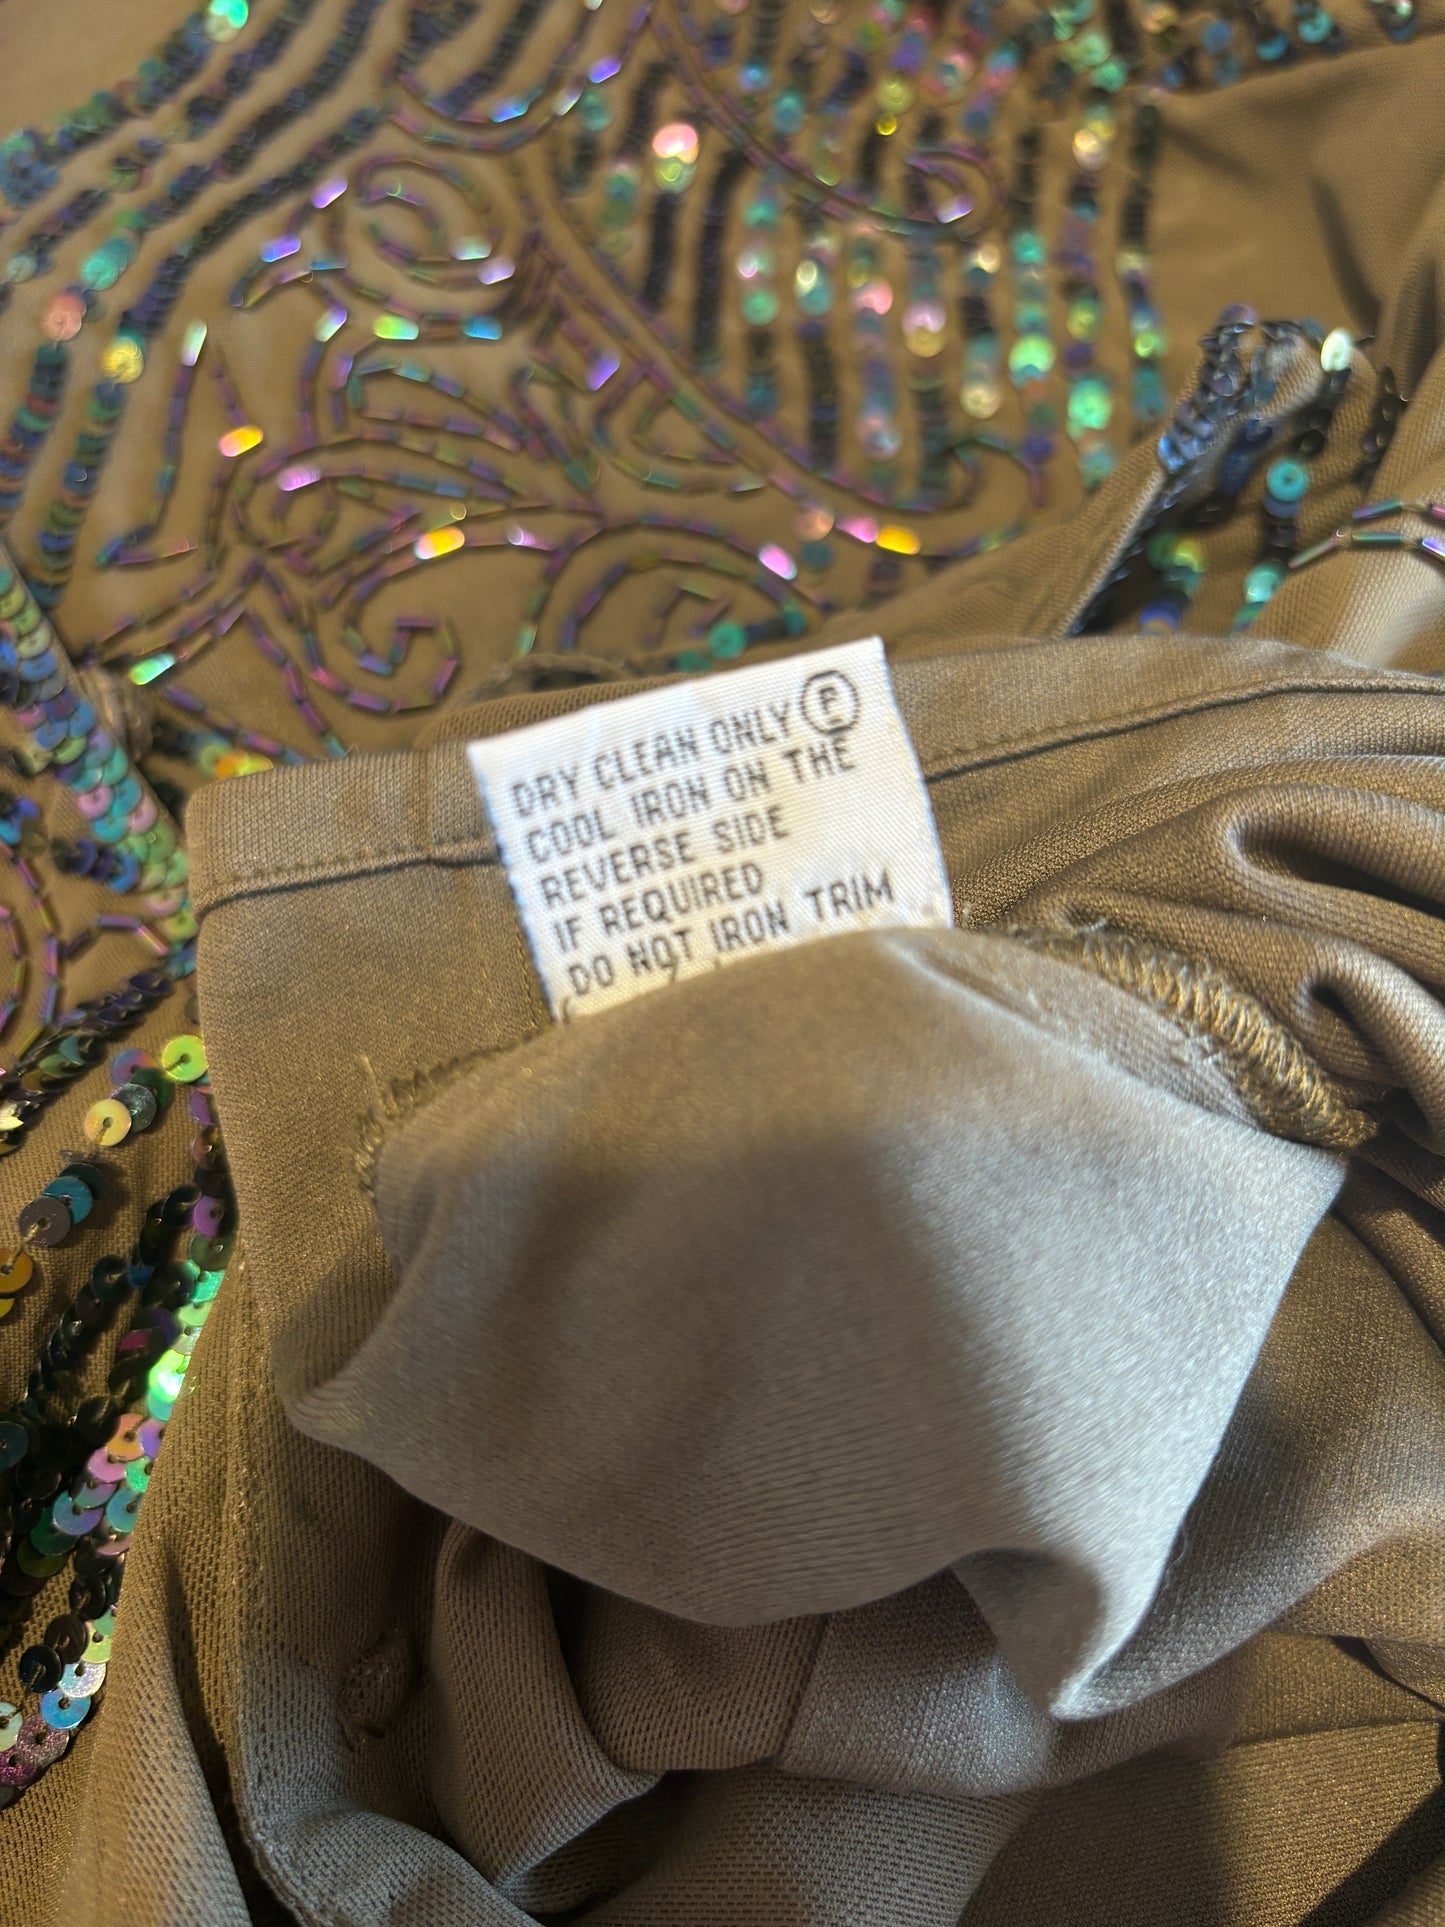 DRY CLEAN ONLY Ⓟ
COOL IRON ON THE
REVERSE SIDE
IF REQUIRED
DO NOT IRON TRIM